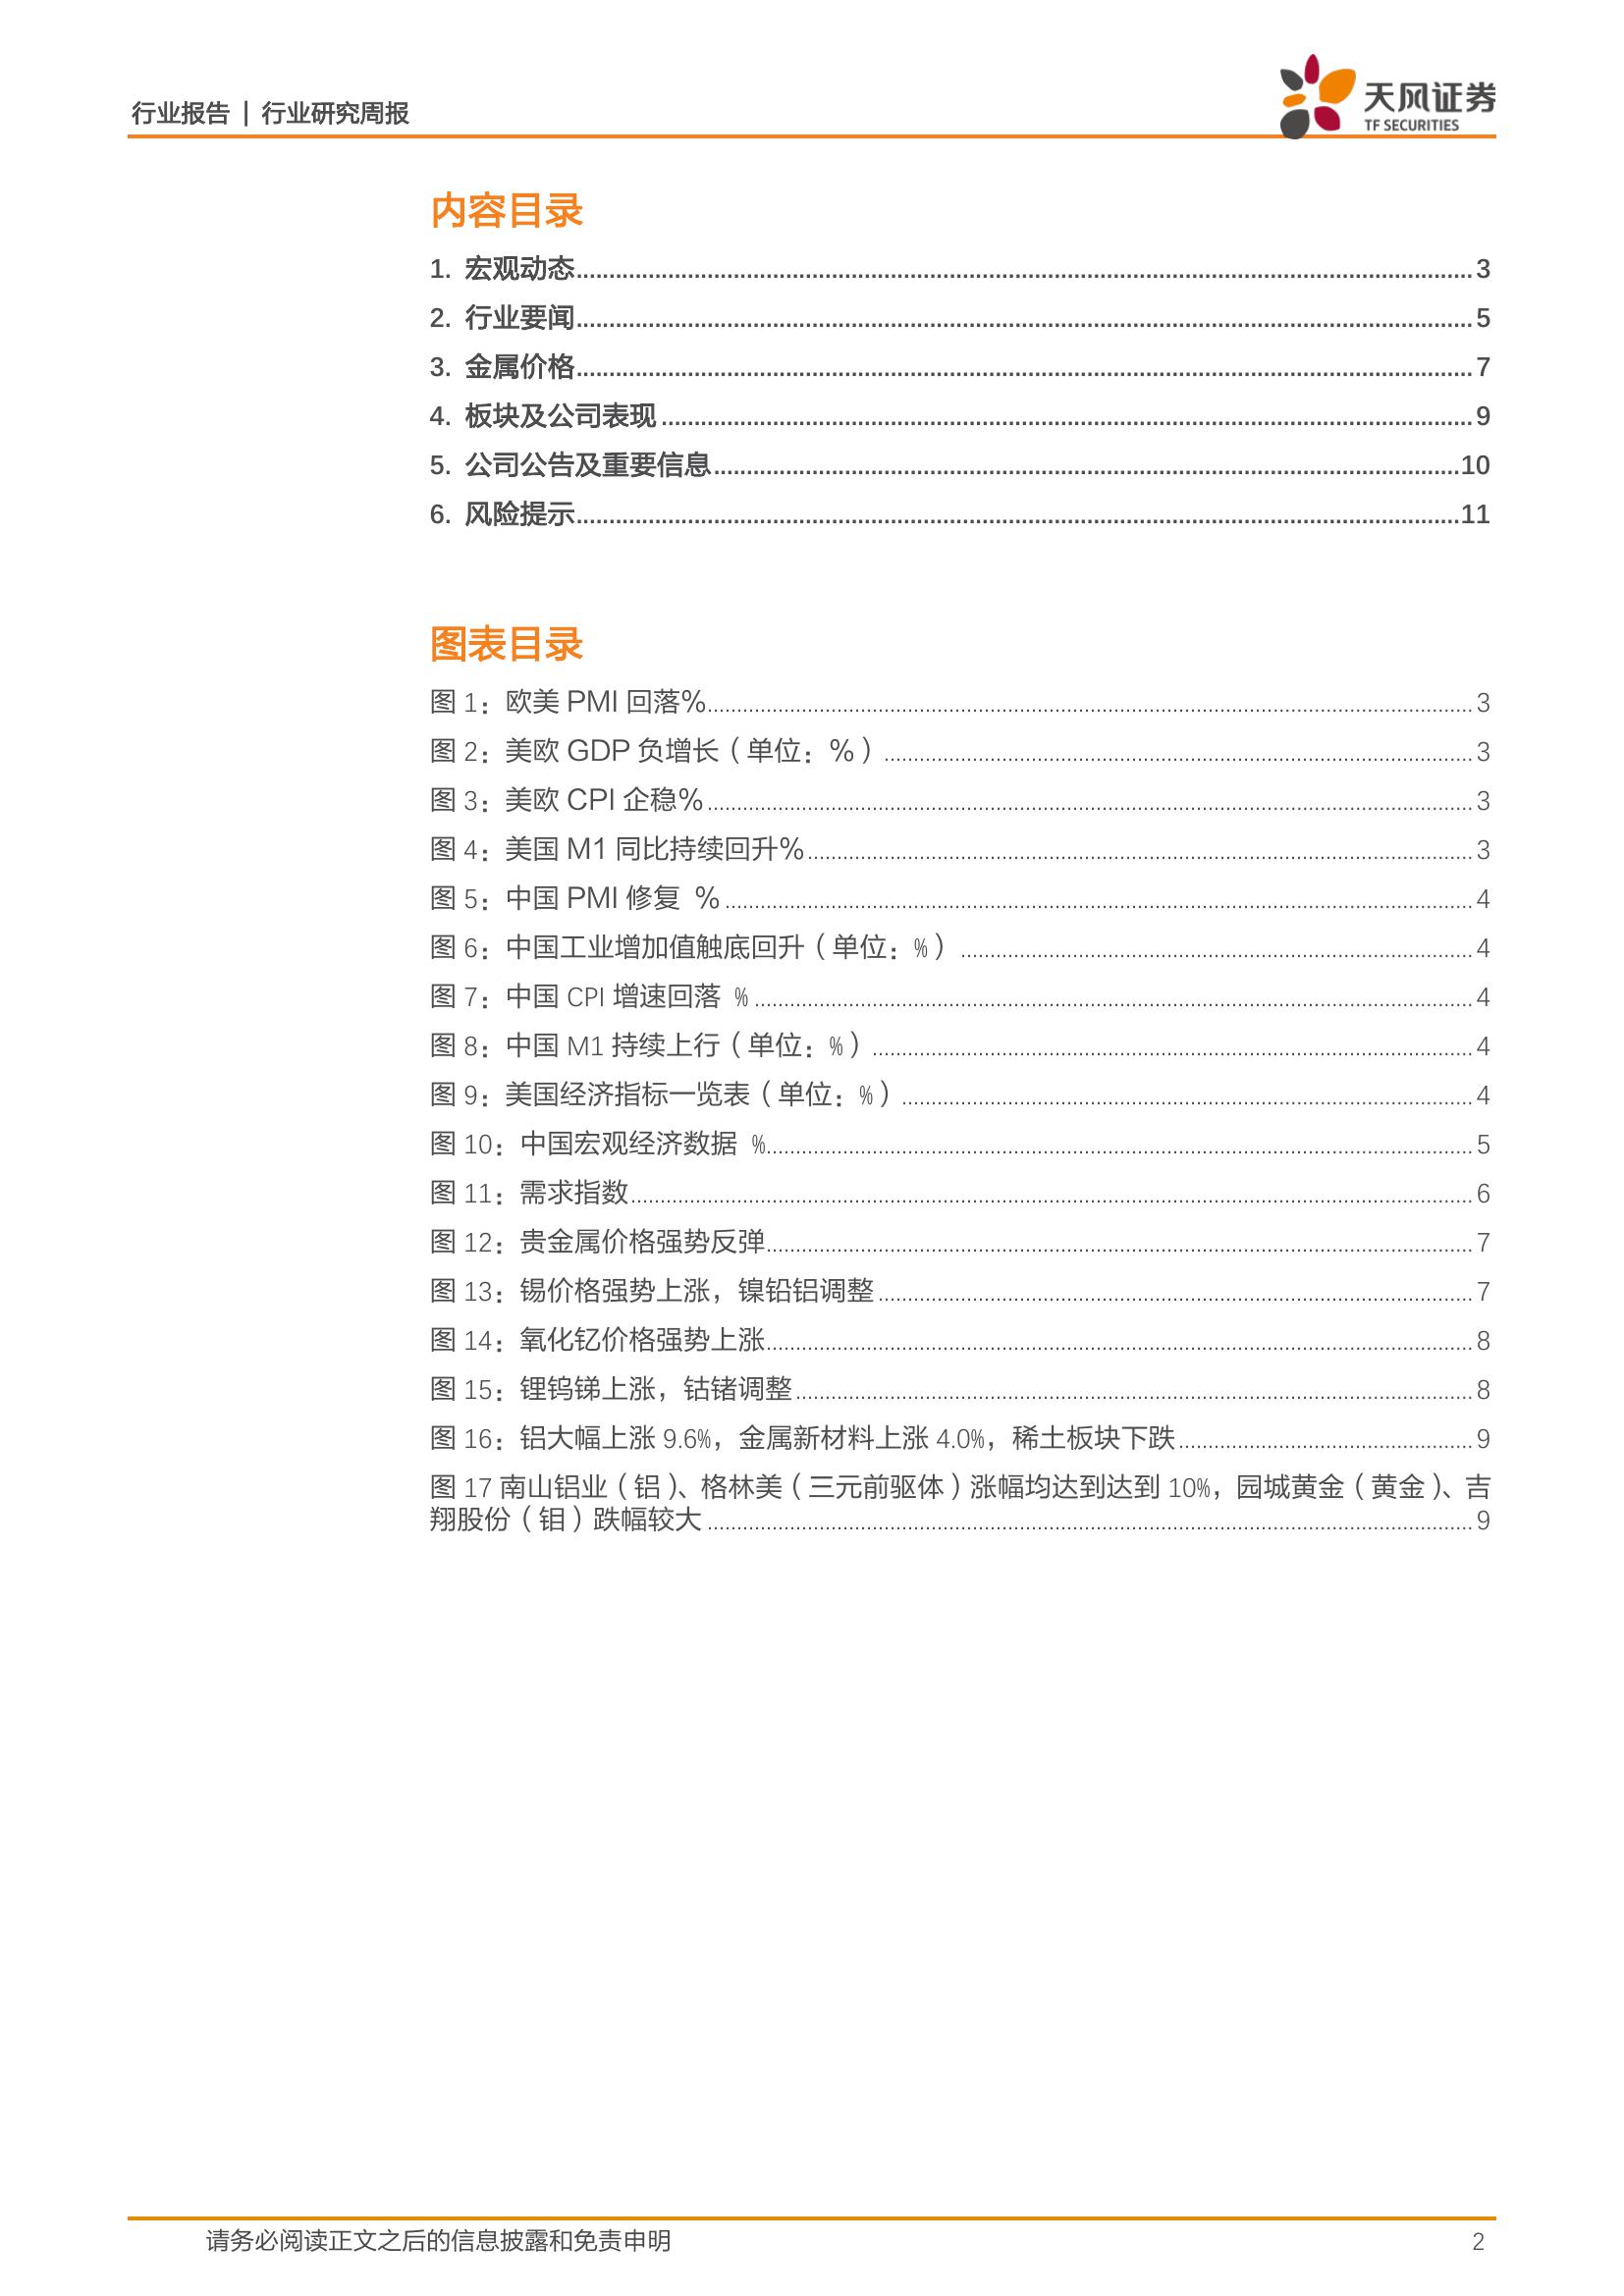 行业报告 | 行业研究周报
天风证券
TF SECURITIES
内容目录
1. 宏观动态 3
2. 行业要闻 5
3. 金属价格 7
4. 板块及公司表现 9
5. 公司公告及重要信息 10
6. 风险提示 11
图表目录
图 1：欧美 PMI 回落% 3
图 2：美欧 GDP 负增长（单位：%） 3
图 3：美欧 CPI 企稳% 3
图 4：美国 M1 同比持续回升% 3
图 5：中国 PMI 修复 % 4
图 6：中国工业增加值触底回升（单位：%） 4
图 7：中国 CPI 增速回落 % 4
图 8：中国 M1 持续上行（单位：%） 4
图 9：美国经济指标一览表（单位：%） 4
图 10：中国宏观经济数据 % 5
图 11：需求指数 6
图 12：贵金属价格强势反弹 7
图 13：锡价格强势上涨，镍铅铝调整 7
图 14：氧化钇价格强势上涨 8
图 15：锂钨锑上涨，钴锗调整 8
图 16：铝大幅上涨 9.6%，金属新材料上涨 4.0%，稀土板块下跌 9
图 17 南山铝业（铝）、格林美（三元前驱体）涨幅均达到达到 10%，园城黄金（黄金）、吉
翔股份（钼）跌幅较大 9
请务必阅读正文之后的信息披露和免责申明 2